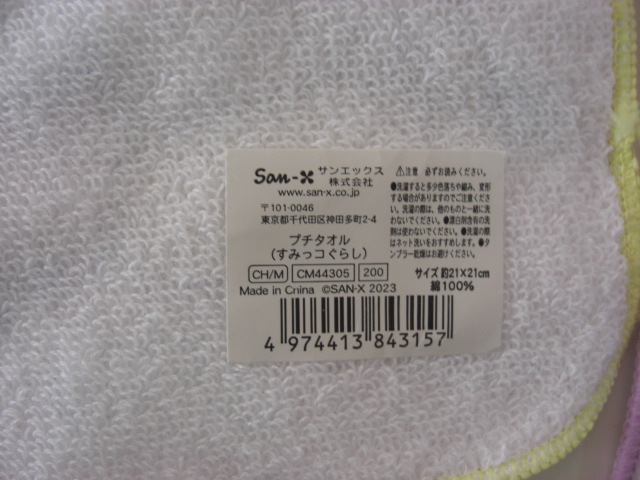 San-X サンエックス
株式会社
www.san-x.co.jp
〒101-0046
東京都千代田区神田多町2-4
プチタオル
(すみっコぐらし)
CH/M CM44305 200
Made in China ©SAN-X 2023
⚠注意 必ずお読みください。
●洗濯すると多少色落ちや縮み、変形
する場合がありますのでご注意くださ
い。洗濯の際は、他のものと一緒に洗
わないでください。●漂白剤含有の洗
剤は使わないでください。●洗濯の際
はネット洗いをおすすめします。●タ
ンブラー乾燥はお避けください。
サイズ 約21×21cm
綿100%
4 974413 843157